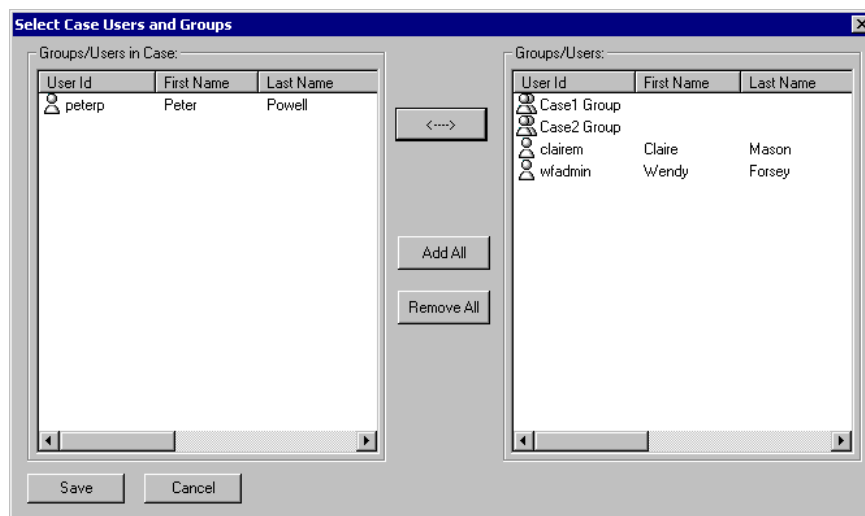 Select Case Users and Groups
Groups/Users in Case:
User Id First Name Last Name
peterp Peter Powell
<---->
Add All
Remove All
Groups/Users:
User Id First Name Last Name
Case1 Group
Case2 Group
clairem Claire Mason
wfadmin Wendy Forsey
Save Cancel